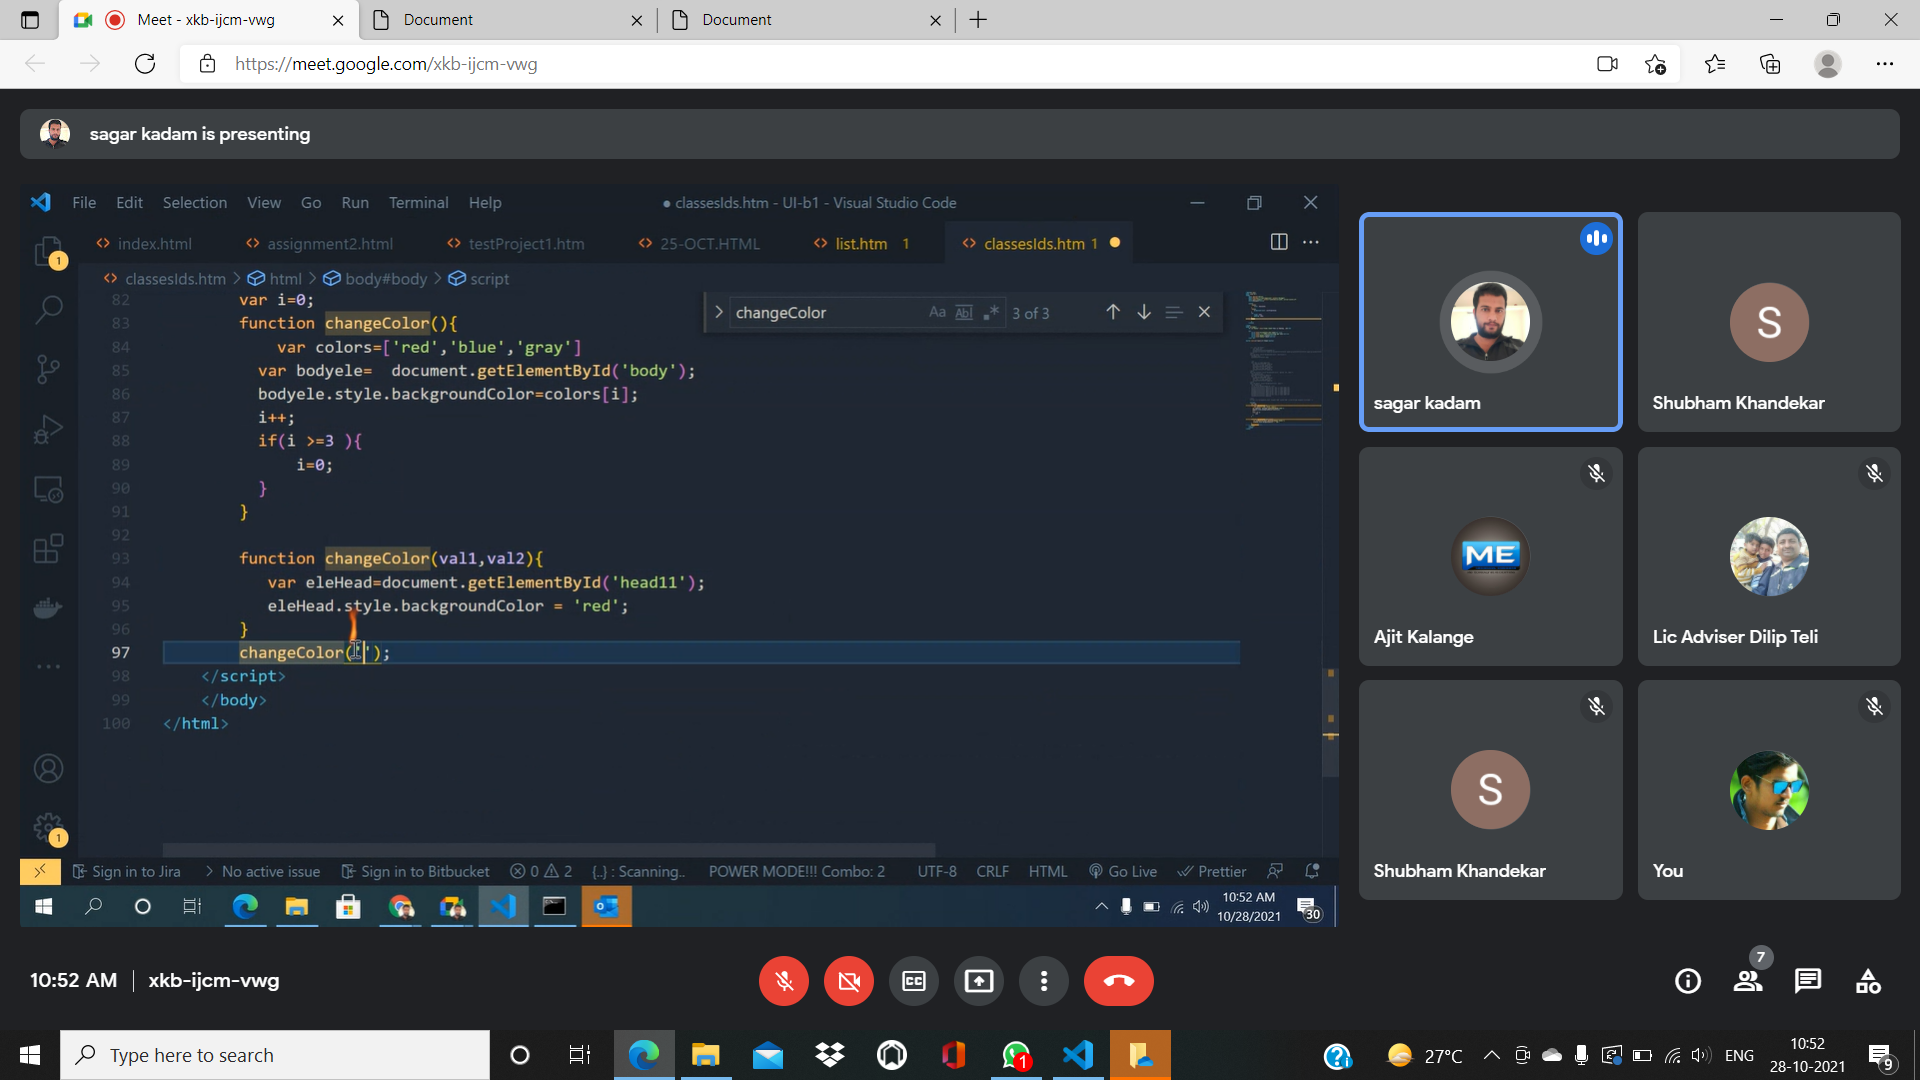 Meet - xkb-ijcm-vwg
Document
Document
https://meet.google.com/xkb-ijcm-vwg
sagar kadam is presenting
File Edit Selection View Go Run Terminal Help
● classesIds.htm - UI-b1 - Visual Studio Code
index.html
assignment2.html
testProject1.htm
25-OCT.HTML
list.htm 1
classesIds.htm 1
classesIds.htm > html > body#body > script
changeColor
Aa
Ab
3 of 3
82 var i=0;
83 function changeColor(){
84 var colors=['red','blue','gray']
85 var bodyele= document.getElementById('body');
86 bodyele.style.backgroundColor=colors[i];
87 i++;
88 if(i >=3 ){
89 i=0;
90 }
91 }
92
93 function changeColor(val1,val2){
94 var eleHead=document.getElementById('head11');
95 eleHead.style.backgroundColor = 'red';
96 }
97 changeColor('');
98 </script>
99 </body>
100 </html>
1
1
Sign in to Jira
No active issue
Sign in to Bitbucket
0
2
{..} : Scanning..
POWER MODE!!! Combo: 2
UTF-8
CRLF
HTML
Go Live
Prettier
10:52 AM
10/28/2021
30
sagar kadam
S
Shubham Khandekar
ME
Ajit Kalange
Lic Adviser Dilip Teli
S
Shubham Khandekar
You
10:52 AM | xkb-ijcm-vwg
CC
7
Type here to search
1
27°C
ENG
10:52
28-10-2021
9